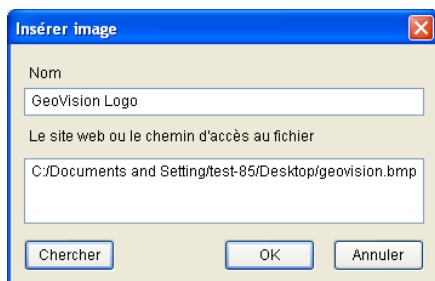 Insérer image
Nom
GeoVision Logo
Le site web ou le chemin d'accès au fichier
C:/Documents and Setting/test-85/Desktop/geovision.bmp
Chercher OK Annuler